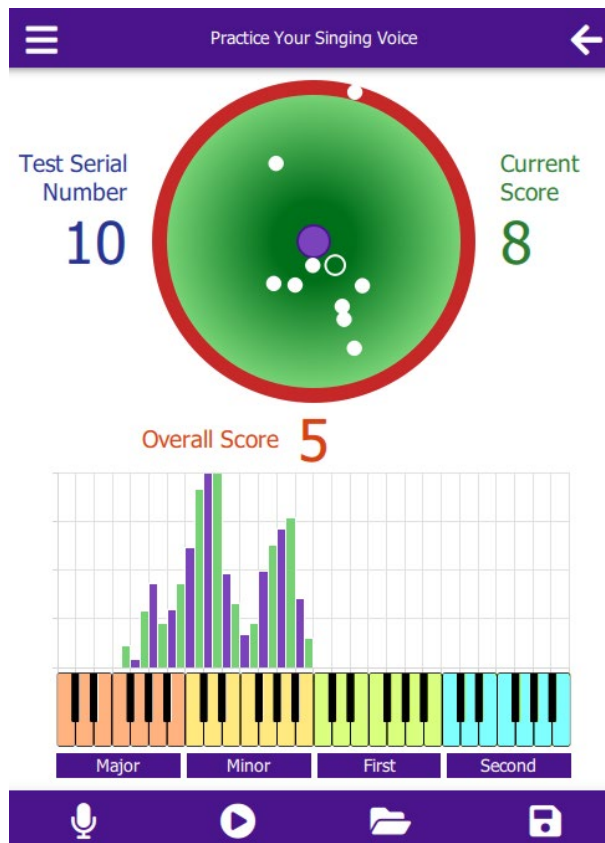 Practice Your Singing Voice
Test Serial
Number
10
Current
Score
8
Overall Score 5
Major Minor First Second